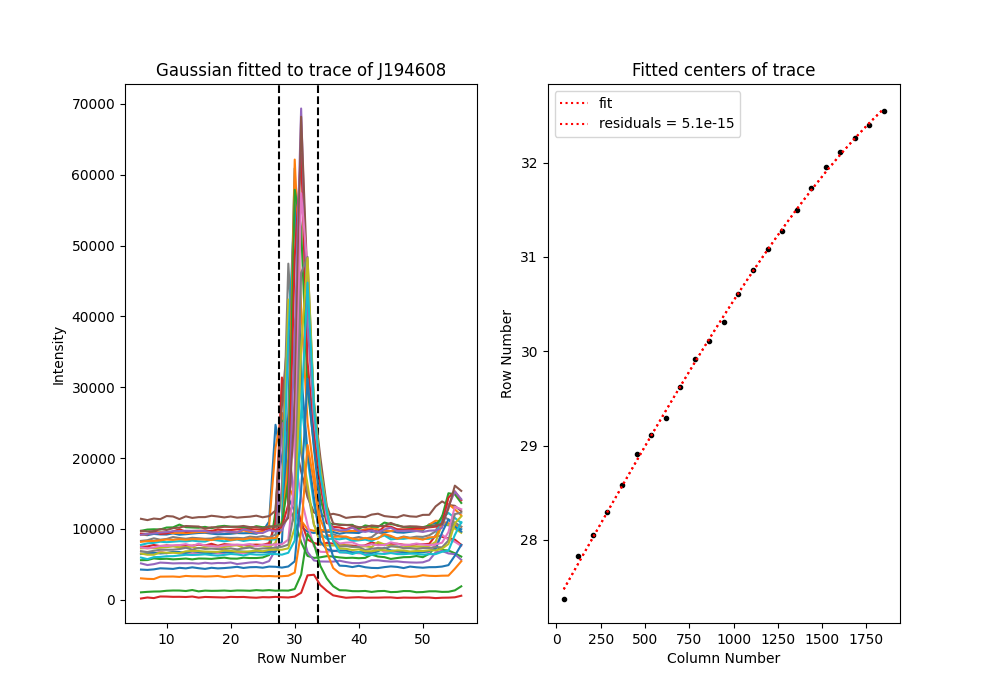 Gaussian fitted to trace of J194608
70000
60000
50000
40000
30000
20000
10000
0
10 20 30 40 50
Row Number
Intensity
Fitted centers of trace
fit
residuals = 5.1e-15
32
31
30
29
28
0 250 500 750 1000 1250 1500 1750
Column Number
Row Number